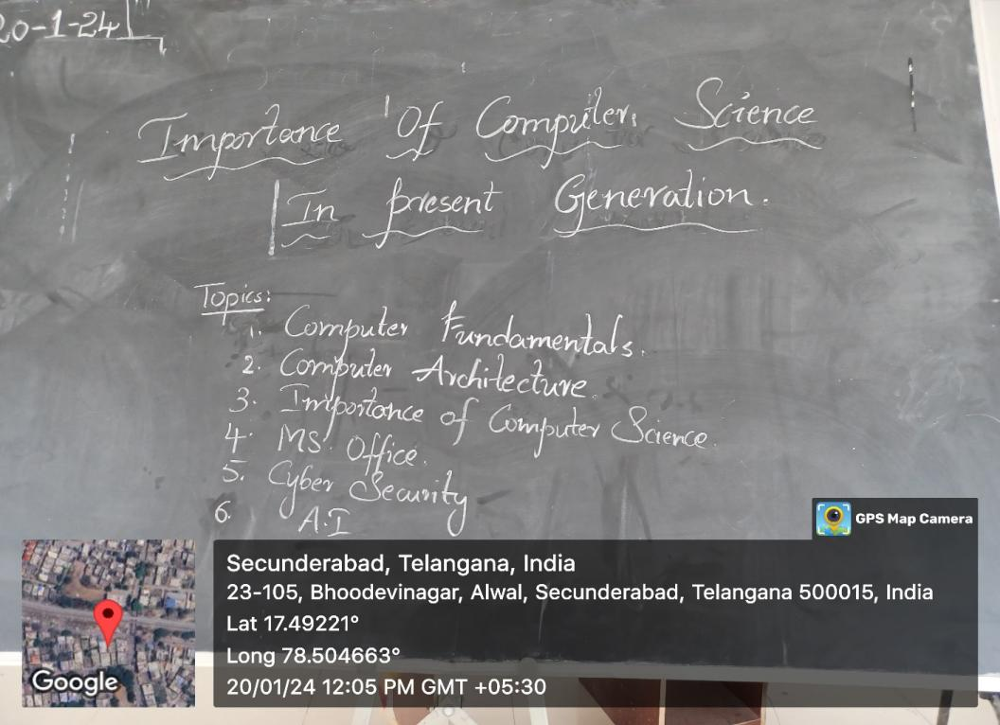 20-1-24
Importance Of Computer Science
In present Generation.
Topics:
1. Computer Fundamentals.
2. Computer Architecture.
3. Importance of Computer Science.
4. MS. Office.
5. Cyber Security
6. A.I
GPS Map Camera
Secunderabad, Telangana, India
23-105, Bhoodevinagar, Alwal, Secunderabad, Telangana 500015, India
Lat 17.49221°
Long 78.504663°
20/01/24 12:05 PM GMT +05:30
Google